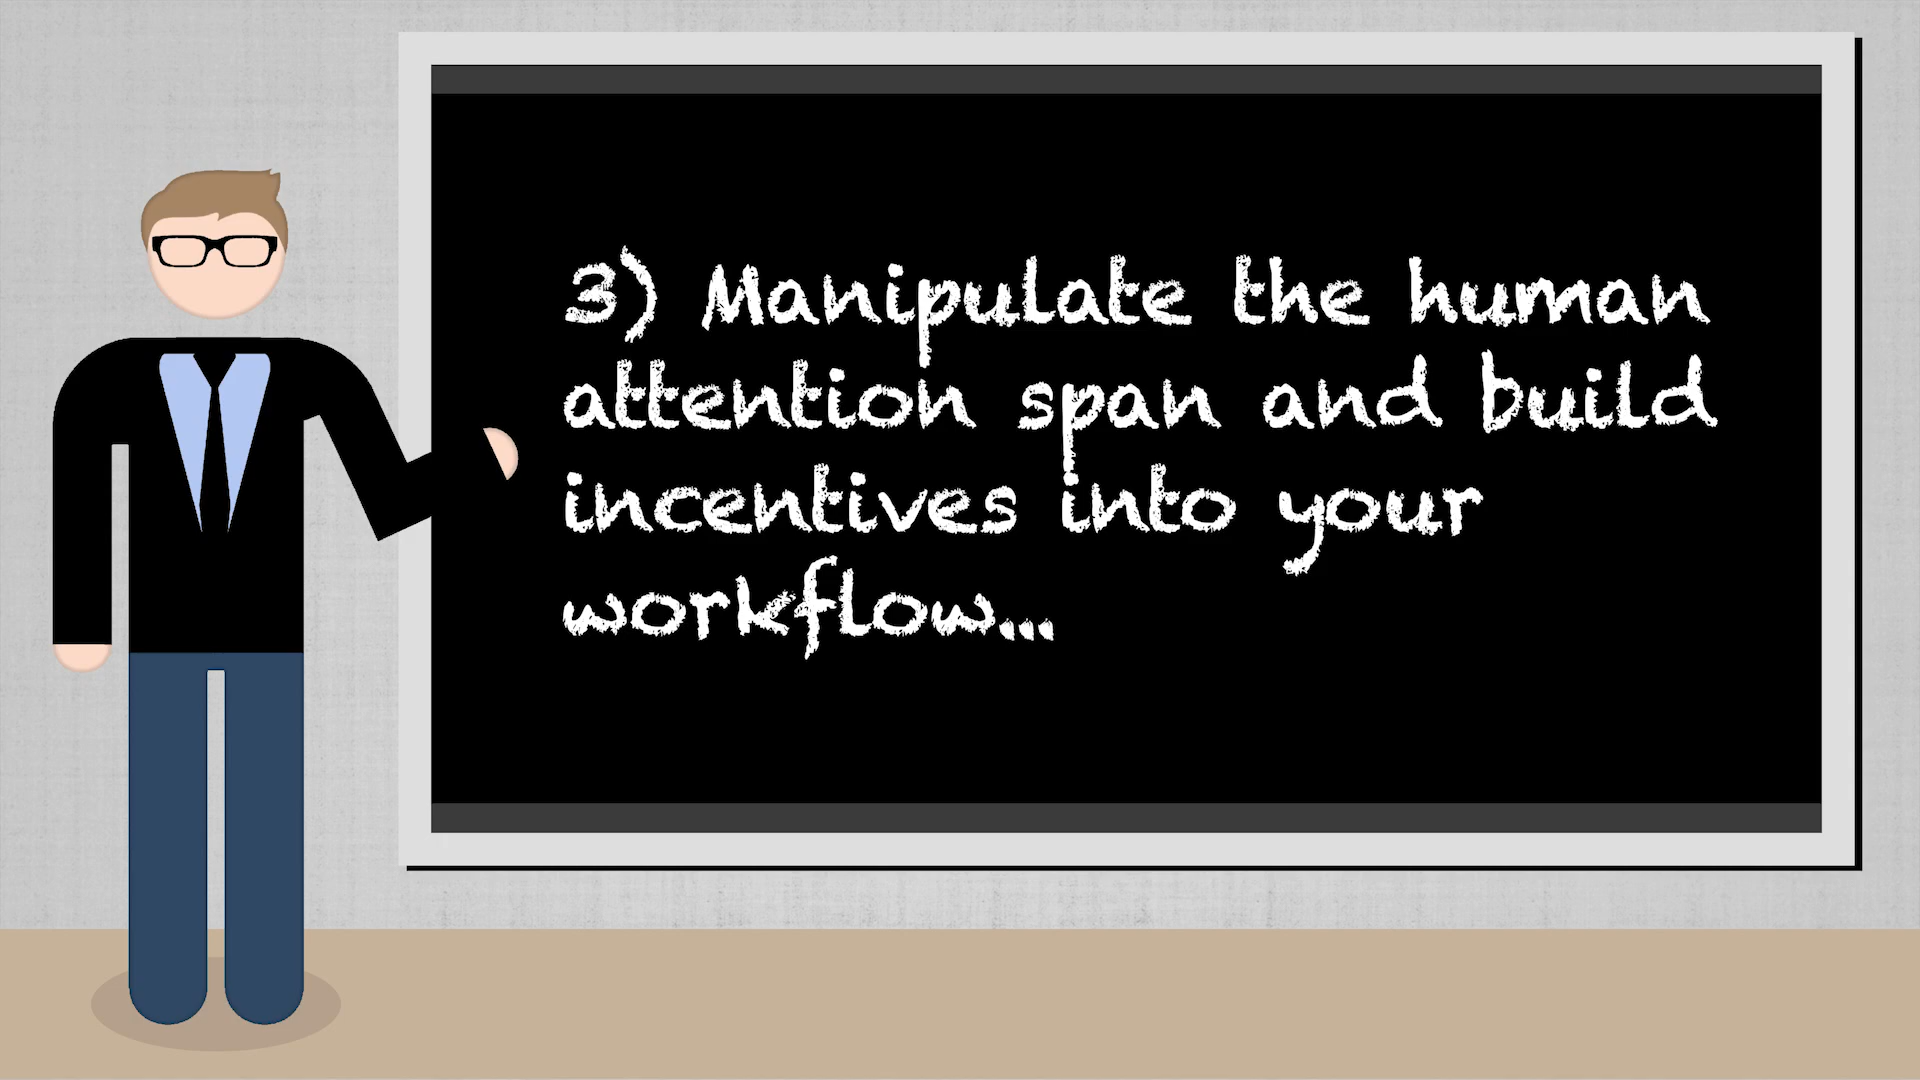 3) Manipulate the human
attention span and build
incentives into your
workflow...